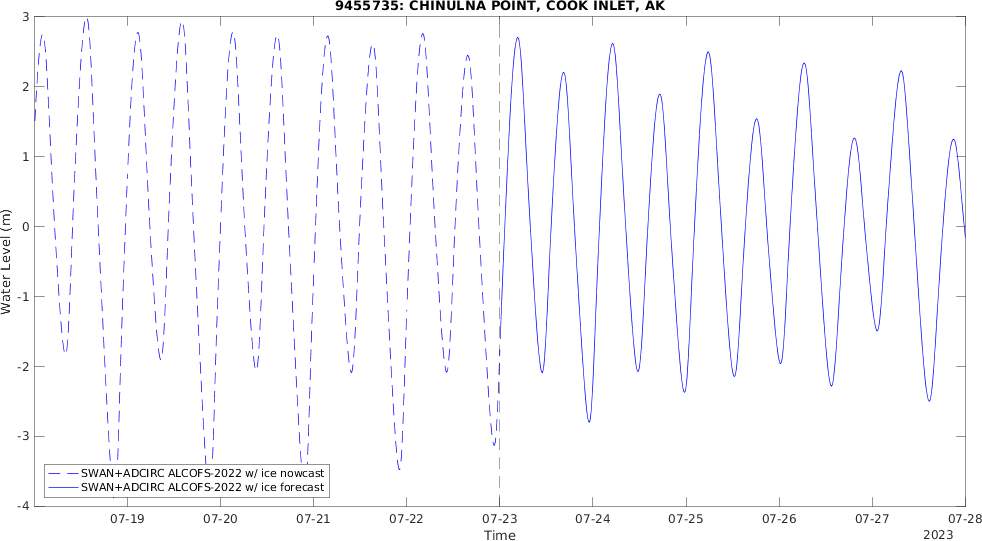 9455735: CHINULNA POINT, COOK INLET, AK
3
2
1
0
-1
-2
-3
-4
Water Level (m)
SWAN+ADCIRC ALCOFS-2022 w/ ice nowcast
SWAN+ADCIRC ALCOFS-2022 w/ ice forecast
07-19 07-20 07-21 07-22 07-23 07-24 07-25 07-26 07-27 07-28
Time
2023